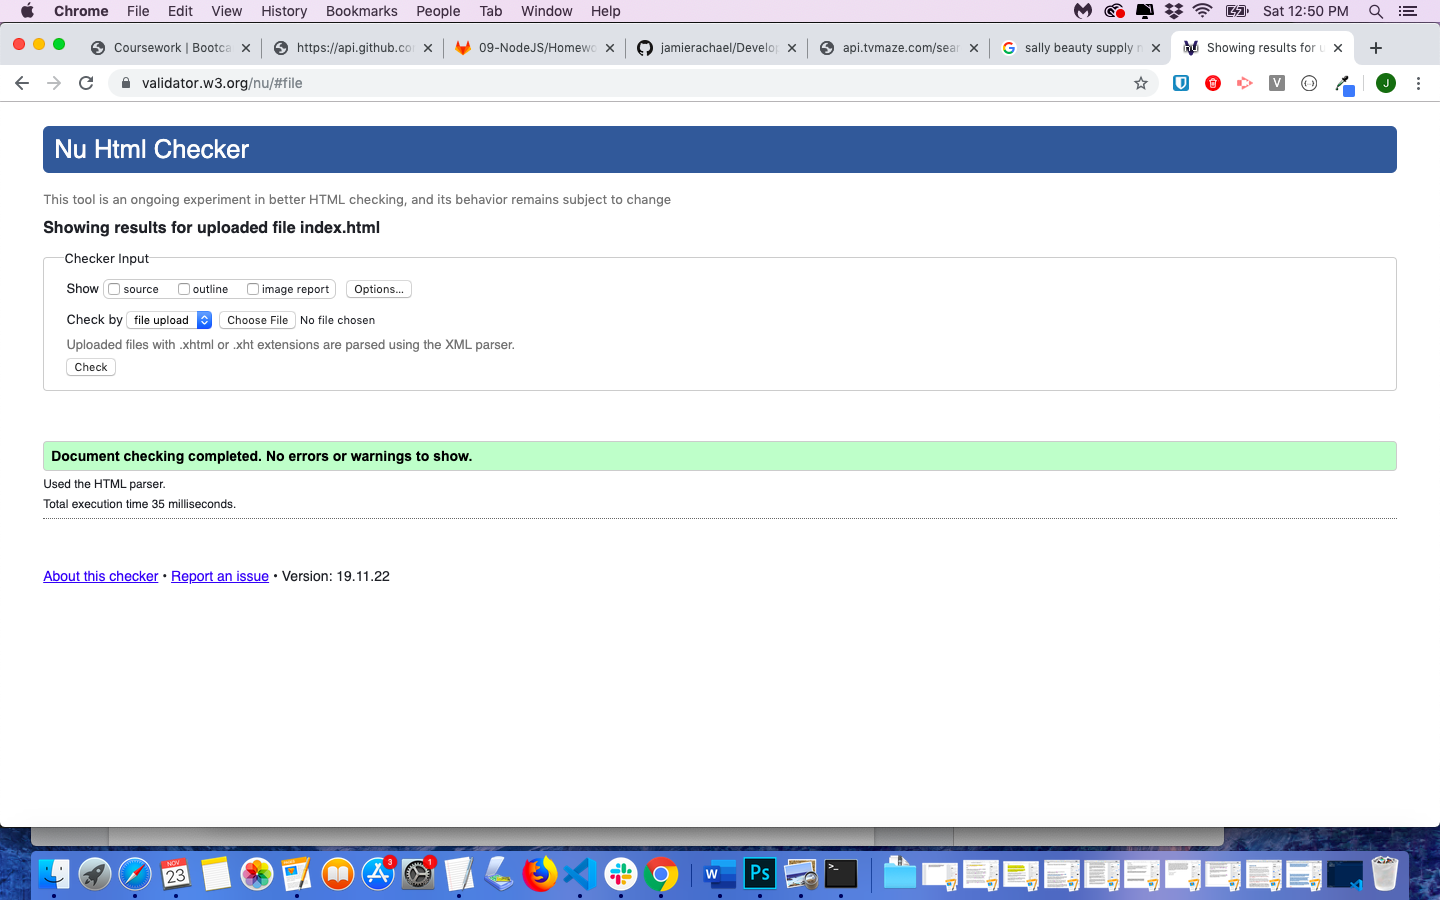 Chrome File Edit View History Bookmarks People Tab Window Help Sat 12:50 PM
Coursework | Bootca https://api.github.co 09-NodeJS/Homewo jamierachael/Develop api.tvmaze.com/sear sally beauty supply n Showing results for u
validator.w3.org/nu/#file
V
J
Nu Html Checker
This tool is an ongoing experiment in better HTML checking, and its behavior remains subject to change
Showing results for uploaded file index.html
Checker Input
Show source outline image report Options...
Check by file upload Choose File No file chosen
Uploaded files with .xhtml or .xht extensions are parsed using the XML parser.
Check
Document checking completed. No errors or warnings to show.
Used the HTML parser.
Total execution time 35 milliseconds.
About this checker • Report an issue • Version: 19.11.22
NOV
23
3
1
W
Ps
>_